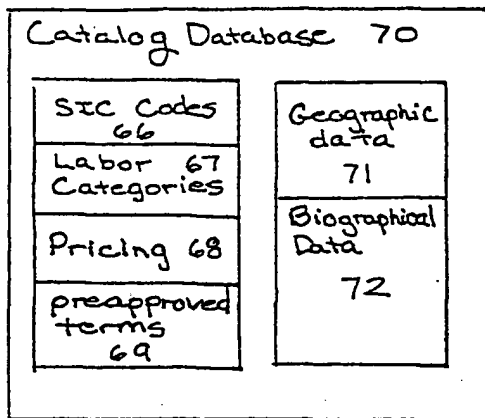 Catalog Database 70
SIC Codes
66
Labor 67
Categories
Pricing 68
preapproved
terms
69
Geographic
data
71
Biographical
Data
72